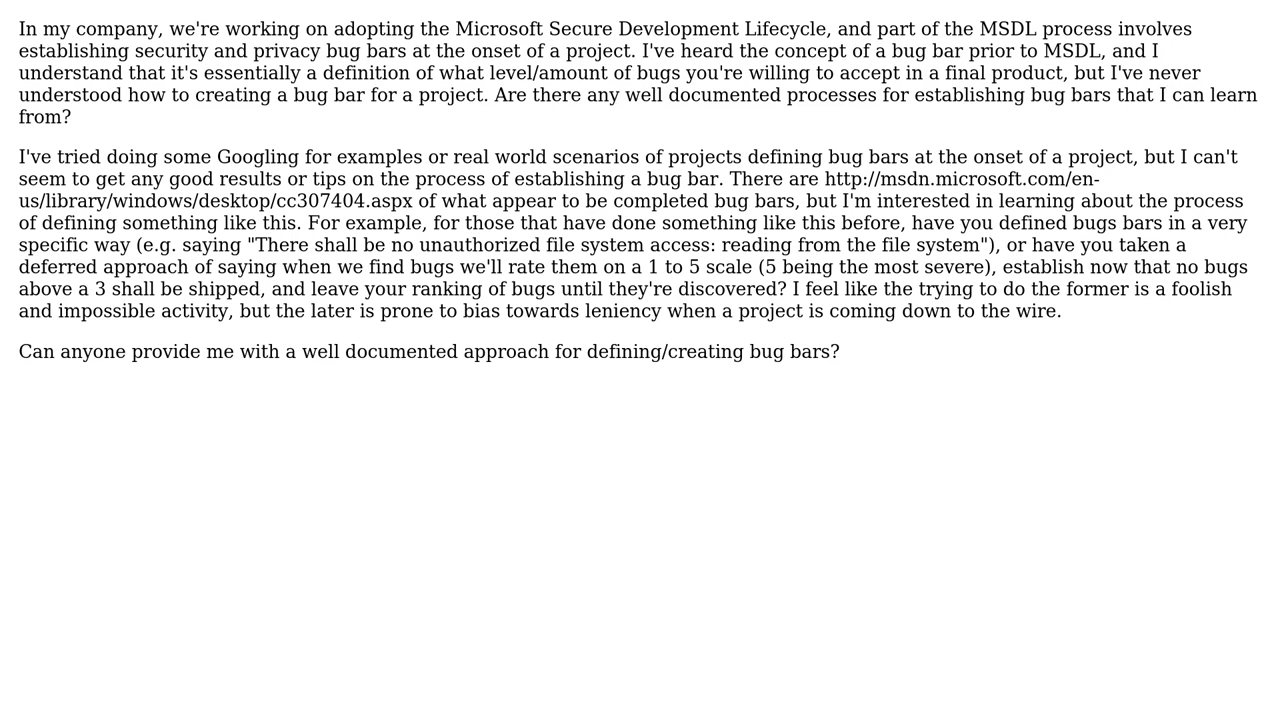 In my company, we're working on adopting the Microsoft Secure Development Lifecycle, and part of the MSDL process involves
establishing security and privacy bug bars at the onset of a project. I've heard the concept of a bug bar prior to MSDL, and I
understand that it's essentially a definition of what level/amount of bugs you're willing to accept in a final product, but I've never
understood how to creating a bug bar for a project. Are there any well documented processes for establishing bug bars that I can learn
from?
I've tried doing some Googling for examples or real world scenarios of projects defining bug bars at the onset of a project, but I can't
seem to get any good results or tips on the process of establishing a bug bar. There are http://msdn.microsoft.com/en-
us/library/windows/desktop/cc307404.aspx of what appear to be completed bug bars, but I'm interested in learning about the process
of defining something like this. For example, for those that have done something like this before, have you defined bugs bars in a very
specific way (e.g. saying "There shall be no unauthorized file system access: reading from the file system"), or have you taken a
deferred approach of saying when we find bugs we'll rate them on a 1 to 5 scale (5 being the most severe), establish now that no bugs
above a 3 shall be shipped, and leave your ranking of bugs until they're discovered? I feel like the trying to do the former is a foolish
and impossible activity, but the later is prone to bias towards leniency when a project is coming down to the wire.
Can anyone provide me with a well documented approach for defining/creating bug bars?